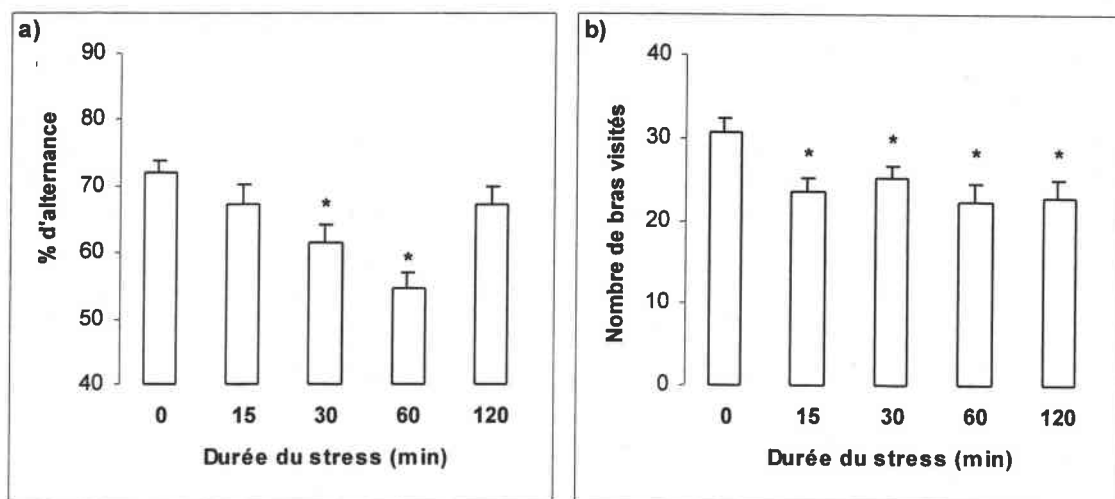 a)
% d'alternance
90
80
70
60
50
40
*
*
0 15 30 60 120
Durée du stress (min)
b)
Nombre de bras visités
40
30
20
10
0
* * * *
0 15 30 60 120
Durée du stress (min)